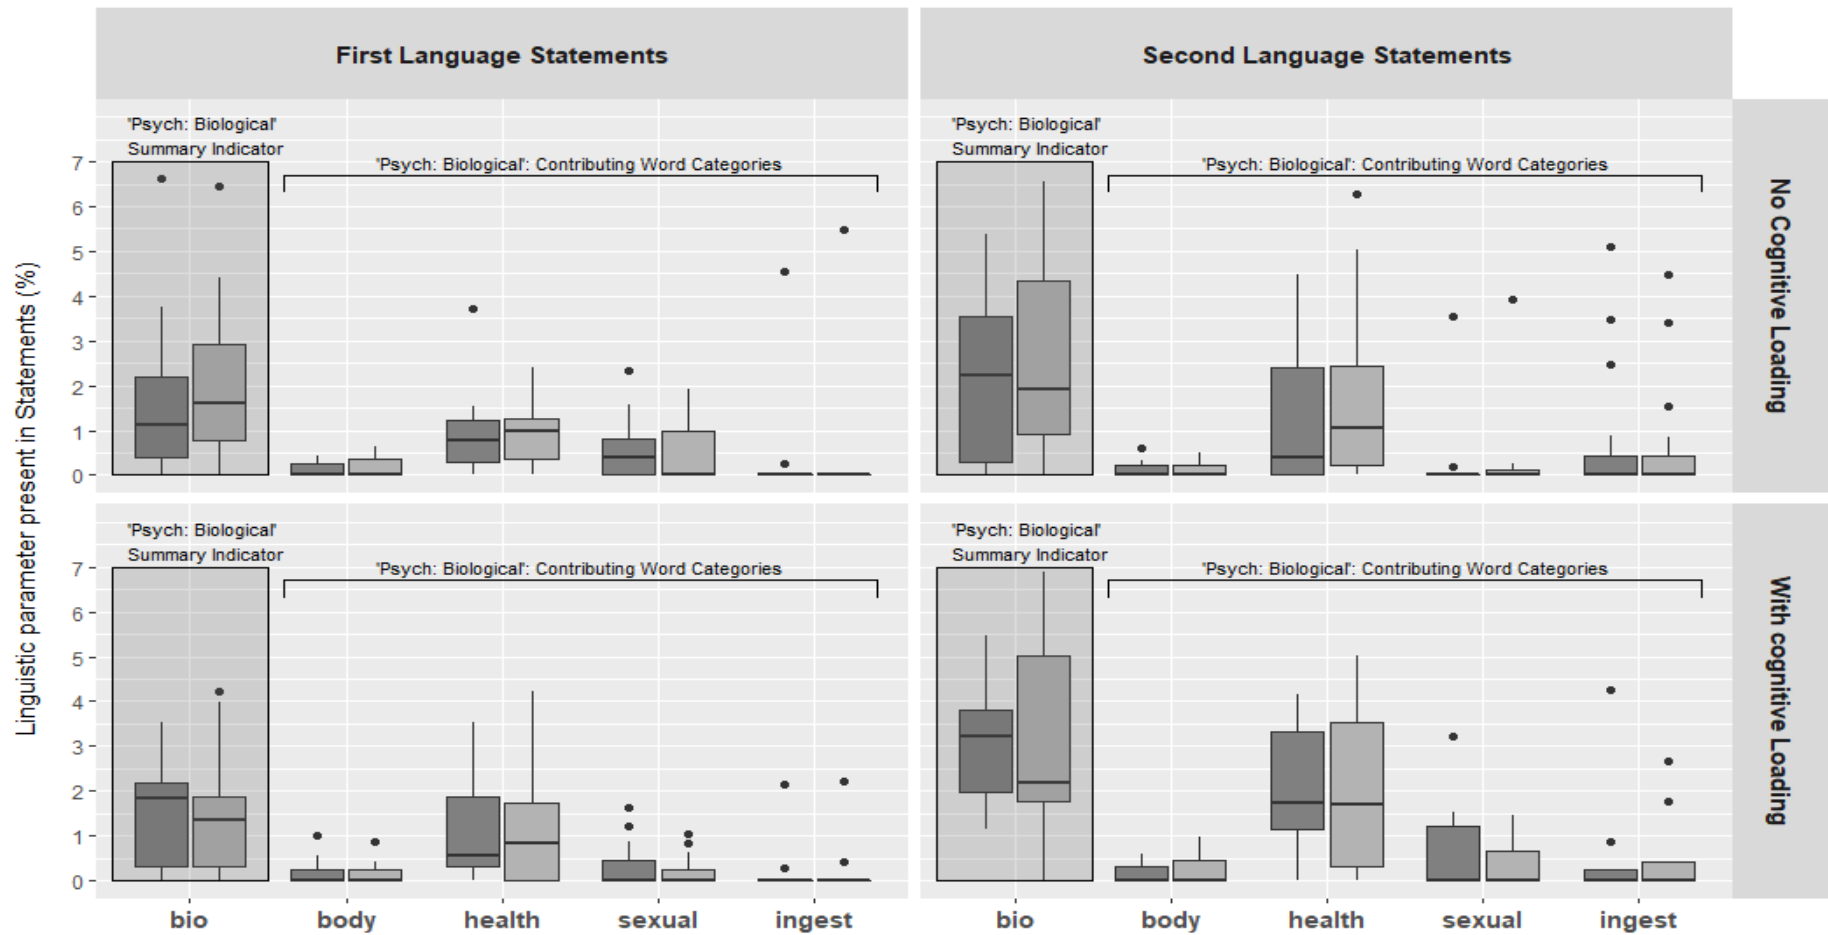 First Language Statements
Second Language Statements
'Psych: Biological'
Summary Indicator
'Psych: Biological': Contributing Word Categories
'Psych: Biological'
Summary Indicator
'Psych: Biological': Contributing Word Categories
No Cognitive Loading
7
6
5
4
3
2
1
0
Linguistic parameter present in Statements (%)
'Psych: Biological'
Summary Indicator
'Psych: Biological': Contributing Word Categories
'Psych: Biological'
Summary Indicator
'Psych: Biological': Contributing Word Categories
With cognitive Loading
7
6
5
4
3
2
1
0
bio body health sexual ingest
bio body health sexual ingest